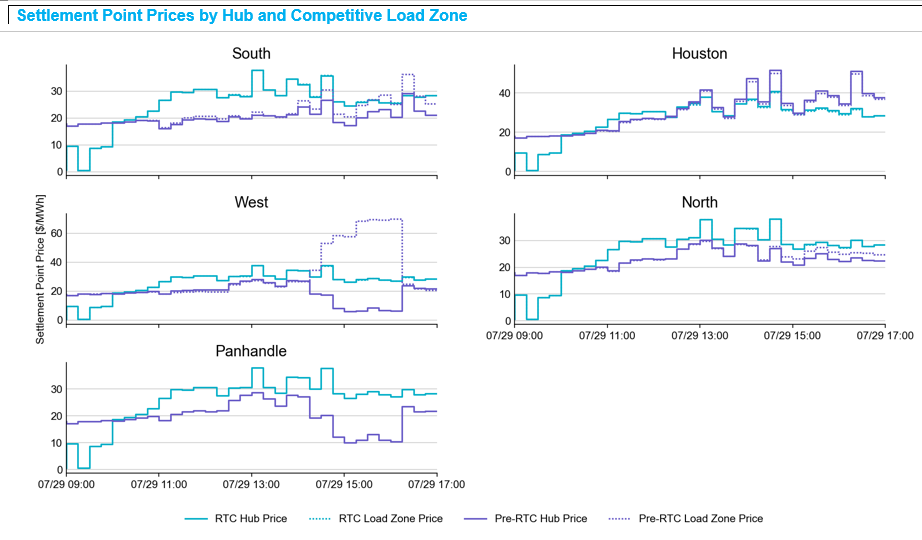 Settlement Point Prices by Hub and Competitive Load Zone
South
30
20
10
0
Houston
40
20
0
Settlement Point Price [$/MWh]
West
60
40
20
0
North
30
20
10
0
07/29 09:00 07/29 11:00 07/29 13:00 07/29 15:00 07/29 17:00
Panhandle
30
20
10
0
07/29 09:00 07/29 11:00 07/29 13:00 07/29 15:00 07/29 17:00
RTC Hub Price RTC Load Zone Price Pre-RTC Hub Price Pre-RTC Load Zone Price